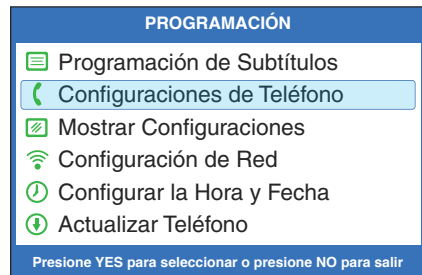 PROGRAMACIÓN
Programación de Subtítulos
Configuraciones de Teléfono
Mostrar Configuraciones
Configuración de Red
Configurar la Hora y Fecha
Actualizar Teléfono
Presione YES para seleccionar o presione NO para salir